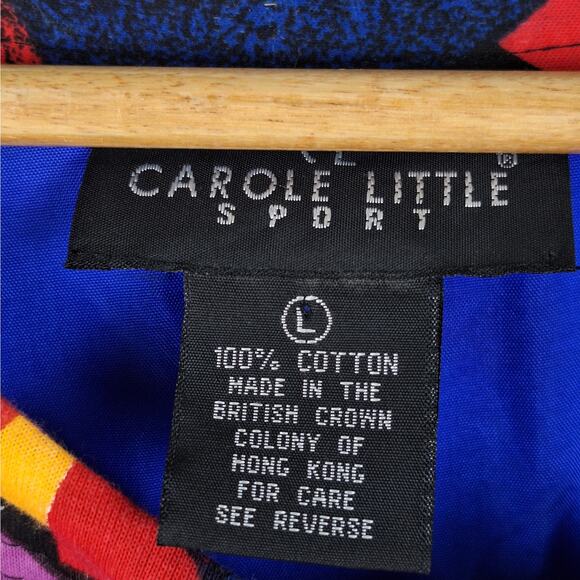 CAROLE LITTLE ®
SPORT
L
100% COTTON
MADE IN THE
BRITISH CROWN
COLONY OF
HONG KONG
FOR CARE
SEE REVERSE